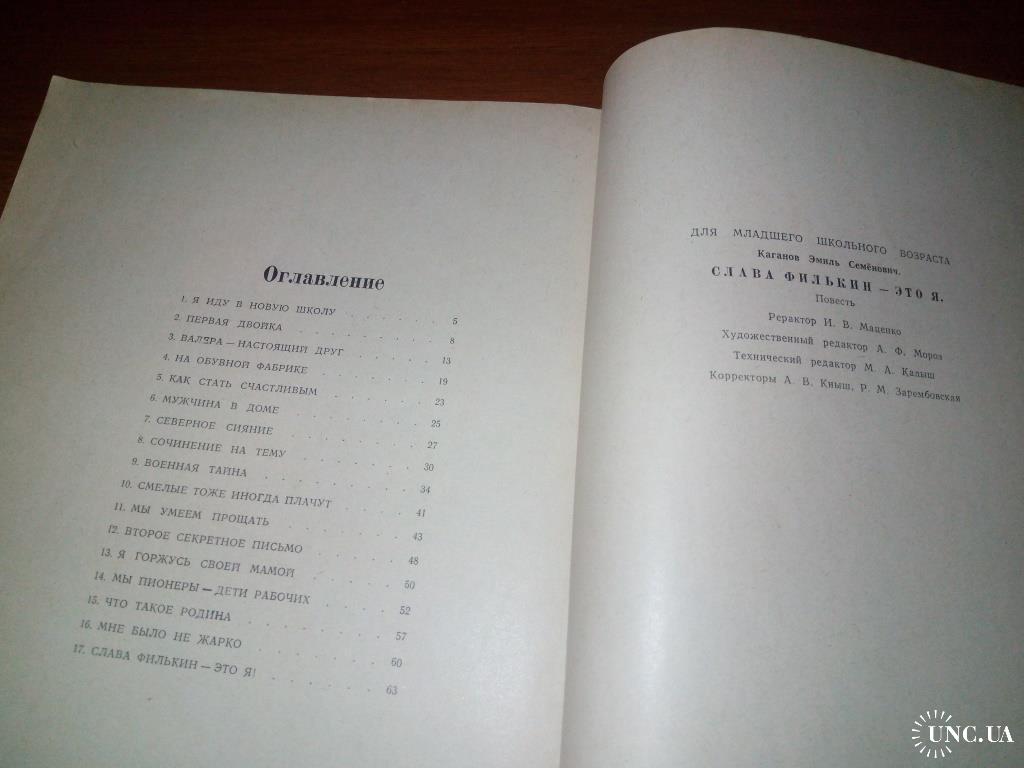 Оглавление
1. Я ИДУ В НОВУЮ ШКОЛУ . . . . . 5
2. ПЕРВАЯ ДВОЙКА . . . . . . . 8
3. ВАЛЕРА — НАСТОЯЩИЙ ДРУГ . . . . 13
4. НА ОБУВНОЙ ФАБРИКЕ . . . . . . 19
5. КАК СТАТЬ СЧАСТЛИВЫМ . . . . . 23
6. МУЖЧИНА В ДОМЕ . . . . . . . 25
7. СЕВЕРНОЕ СИЯНИЕ . . . . . . . 27
8. СОЧИНЕНИЕ НА ТЕМУ . . . . . . 30
9. ВОЕННАЯ ТАЙНА . . . . . . . 34
10. СМЕЛЫЕ ТОЖЕ ИНОГДА ПЛАЧУТ . . . . 41
11. МЫ УМЕЕМ ПРОЩАТЬ . . . . . . 43
12. ВТОРОЕ СЕКРЕТНОЕ ПИСЬМО . . . . . 48
13. Я ГОРЖУСЬ СВОЕЙ МАМОЙ . . . . . 50
14. МЫ ПИОНЕРЫ — ДЕТИ РАБОЧИХ . . . . 52
15. ЧТО ТАКОЕ РОДИНА . . . . . . . 57
16. МНЕ БЫЛО НЕ ЖАРКО . . . . . . 60
17. СЛАВА ФИЛЬКИН — ЭТО Я! . . . . . . 63
ДЛЯ МЛАДШЕГО ШКОЛЬНОГО ВОЗРАСТА
Каганов Эмиль Семёнович.
СЛАВА ФИЛЬКИН — ЭТО Я.
Повесть
Рерактор И. В. Маценко
Художественный редактор А. Ф. Мороз
Технический редактор М. А. Калыш
Корректоры А. В. Кныш, Р. М. Зарембовская
UNC.UA